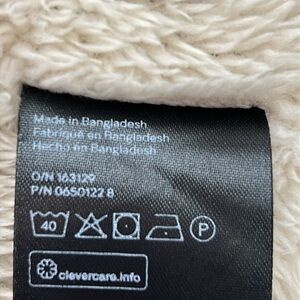 Made in Bangladesh
Fabriqué en Bangladesh
Hecho en Bangladesh
O/N 163129
P/N 0650122 8
40 P
clevercare.info